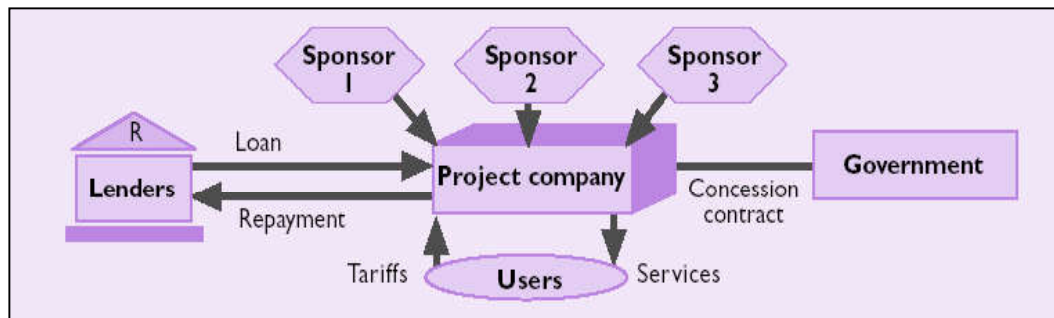 Sponsor
1
Sponsor
2
Sponsor
3
R
Lenders
Loan
Repayment
Project company
Concession
contract
Government
Tariffs
Users
Services